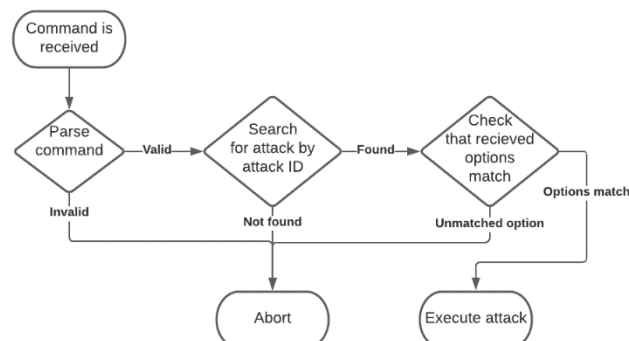 Command is
received
Parse
command
Valid
Search
for attack by
attack ID
Found
Check
that recieved
options
match
Options match
Invalid
Not found
Unmatched option
Abort
Execute attack